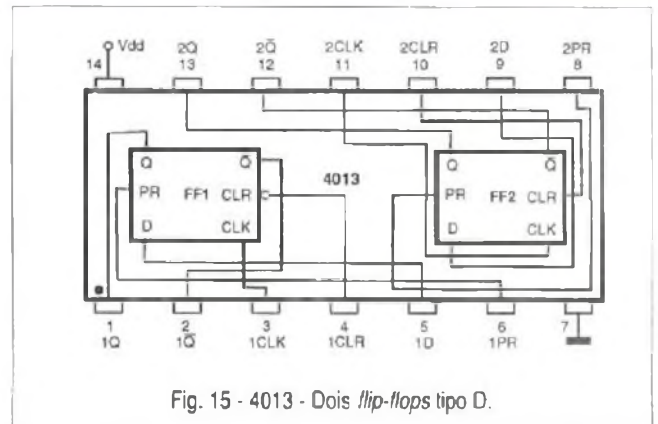 Vdd 2Q 2Q̅ 2CLK 2CLR 2D 2PR
14 13 12 11 10 9 8
Q Q̅ 4013 Q Q̅
PR FF1 CLR PR FF2 CLR
D CLK D CLK
1 2 3 4 5 6 7
1Q 1Q̅ 1CLK 1CLR 1D 1PR
Fig. 15 - 4013 - Dois flip-flops tipo D.